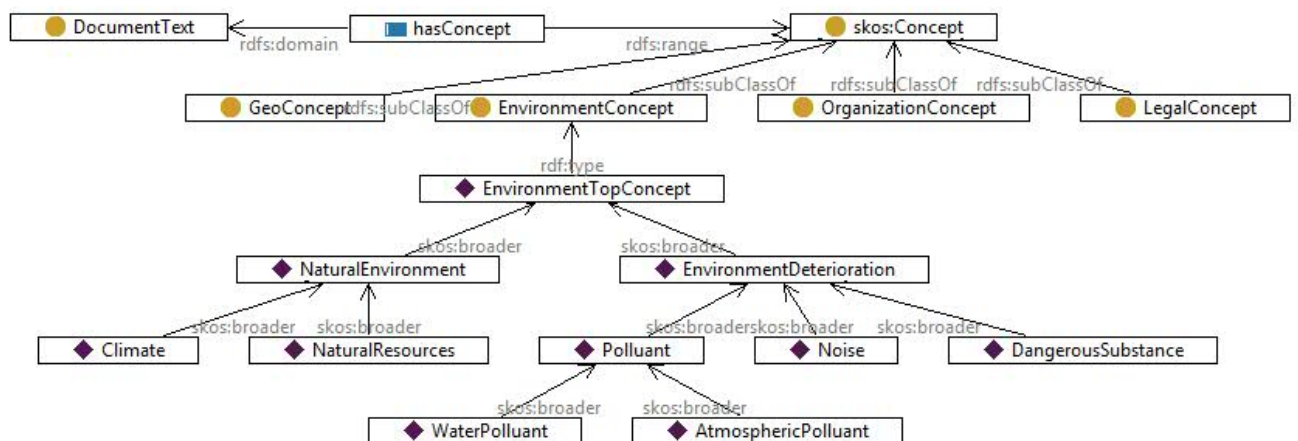 DocumentText hasConcept skos:Concept
rdfs:domain rdfs:range
rdfs:subClassOf rdfs:subClassOf rdfs:subClassOf rdfs:subClassOf
GeoConcept EnvironmentConcept OrganizationConcept LegalConcept
rdf:type
EnvironmentTopConcept
skos:broader skos:broader
NaturalEnvironment EnvironmentDeterioration
skos:broader skos:broader skos:broader skos:broader skos:broader
Climate NaturalResources Polluant Noise DangerousSubstance
skos:broader skos:broader
WaterPolluant AtmosphericPolluant